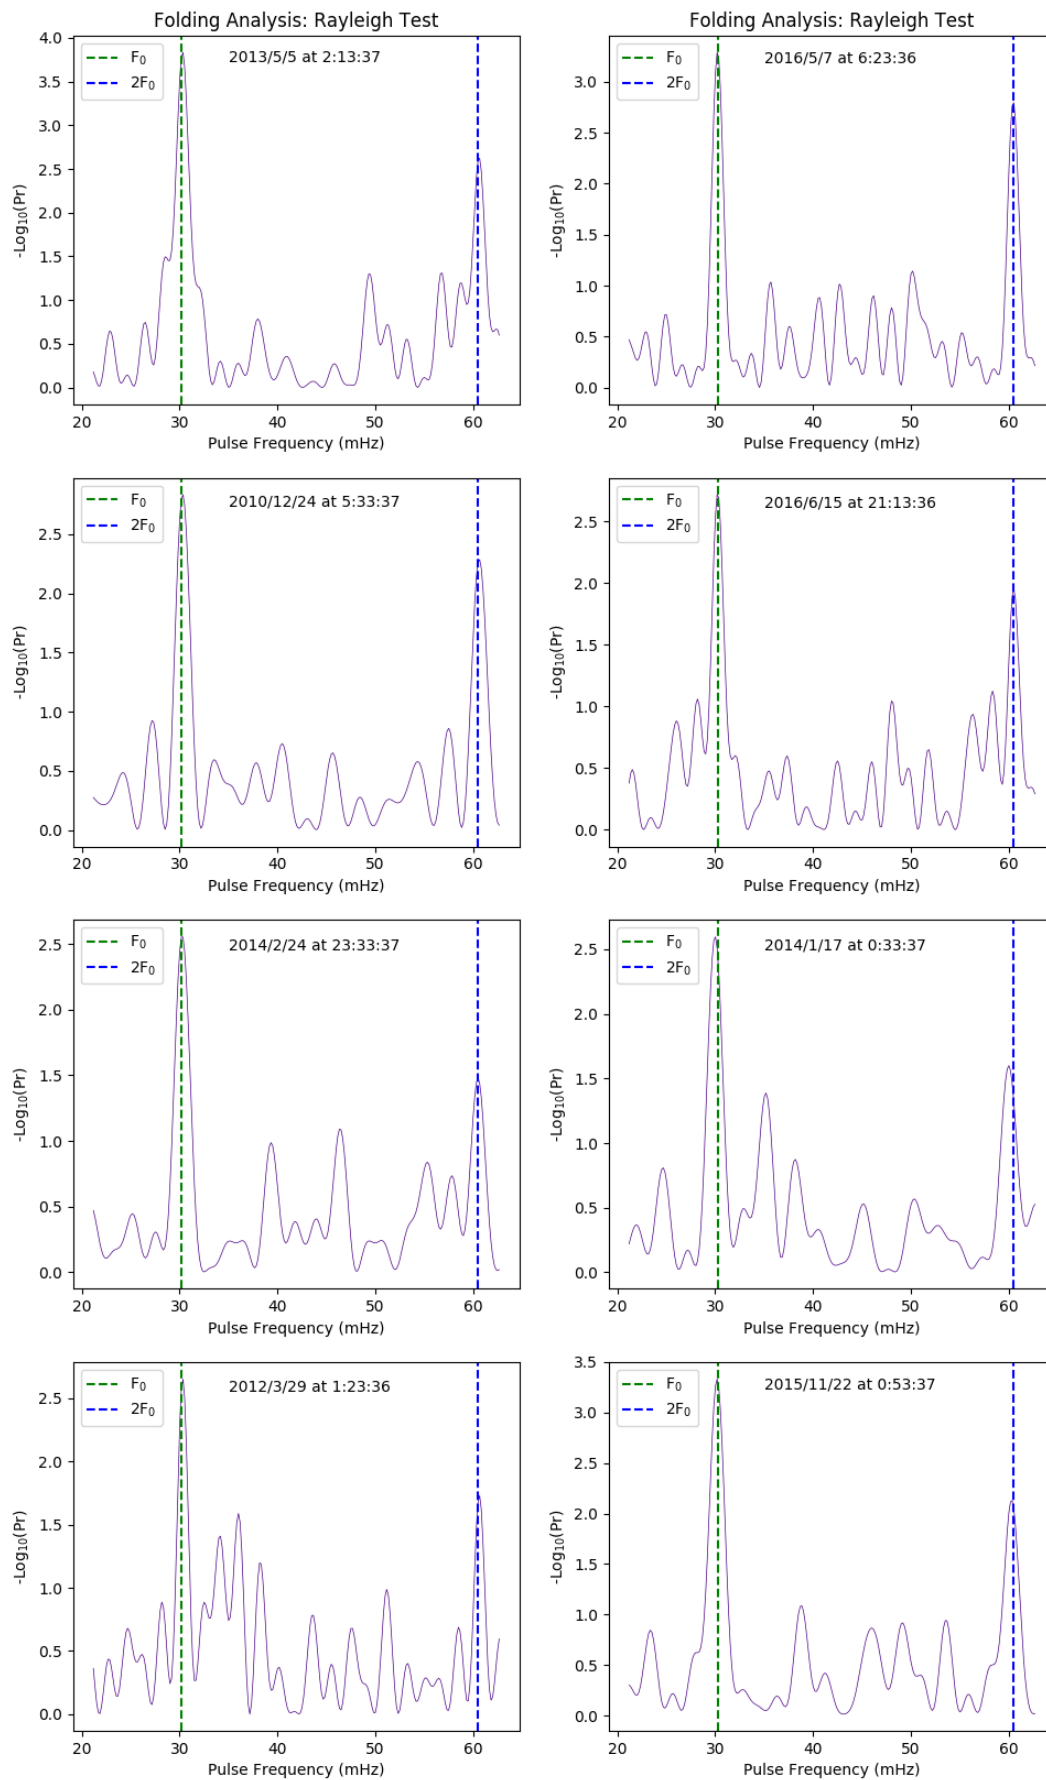 Folding Analysis: Rayleigh Test
4.0
3.5
3.0
2.5
2.0
1.5
1.0
0.5
0.0
-Log10(Pr)
F0
2F0
2013/5/5 at 2:13:37
20 30 40 50 60
Pulse Frequency (mHz)
Folding Analysis: Rayleigh Test
3.0
2.5
2.0
1.5
1.0
0.5
0.0
-Log10(Pr)
F0
2F0
2016/5/7 at 6:23:36
20 30 40 50 60
Pulse Frequency (mHz)
2.5
2.0
1.5
1.0
0.5
0.0
-Log10(Pr)
F0
2F0
2010/12/24 at 5:33:37
20 30 40 50 60
Pulse Frequency (mHz)
2.5
2.0
1.5
1.0
0.5
0.0
-Log10(Pr)
F0
2F0
2016/6/15 at 21:13:36
20 30 40 50 60
Pulse Frequency (mHz)
2.5
2.0
1.5
1.0
0.5
0.0
-Log10(Pr)
F0
2F0
2014/2/24 at 23:33:37
20 30 40 50 60
Pulse Frequency (mHz)
2.5
2.0
1.5
1.0
0.5
0.0
-Log10(Pr)
F0
2F0
2014/1/17 at 0:33:37
20 30 40 50 60
Pulse Frequency (mHz)
2.5
2.0
1.5
1.0
0.5
0.0
-Log10(Pr)
F0
2F0
2012/3/29 at 1:23:36
20 30 40 50 60
Pulse Frequency (mHz)
3.5
3.0
2.5
2.0
1.5
1.0
0.5
0.0
-Log10(Pr)
F0
2F0
2015/11/22 at 0:53:37
20 30 40 50 60
Pulse Frequency (mHz)